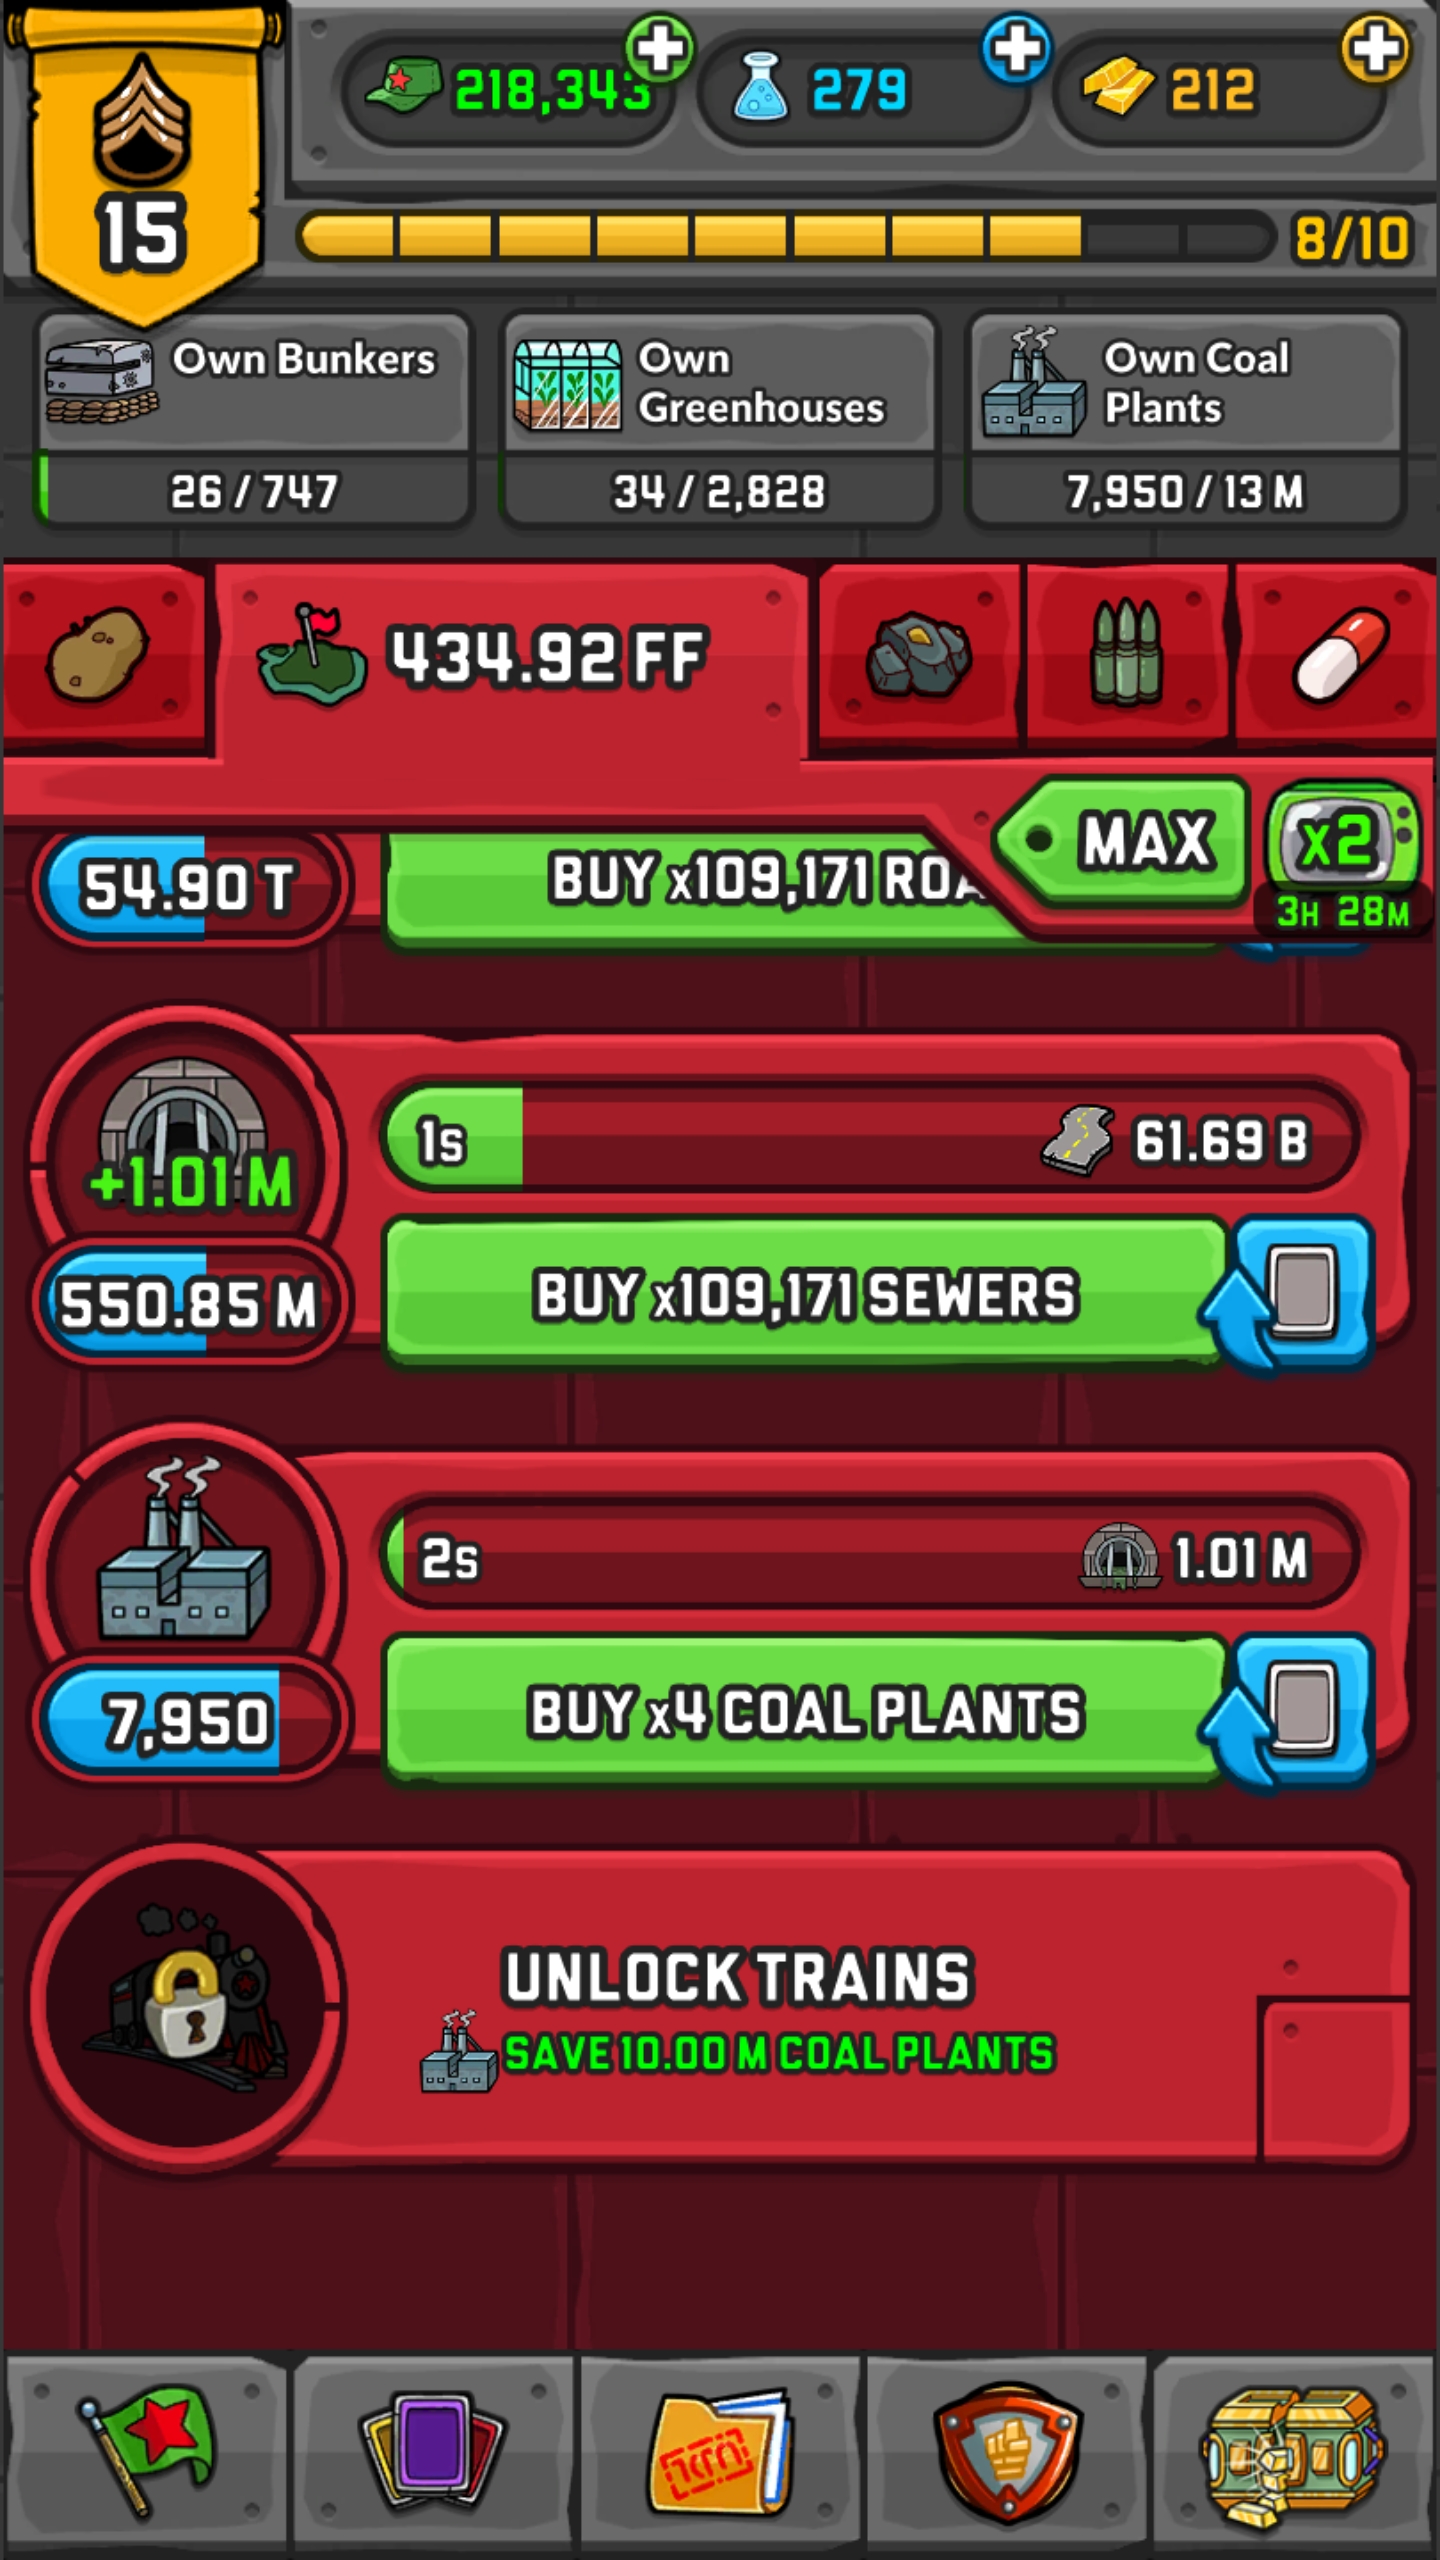 218,343
279
212
15
8/10
Own Bunkers
26 / 747
Own
Greenhouses
34 / 2,828
Own Coal
Plants
7,950 / 13 M
434.92 FF
MAX
x2
3H 28M
54.90 T
BUY x109,171 ROA
+1.01 M
1s
61.69 B
550.85 M
BUY x109,171 SEWERS
2s
1.01 M
7,950
BUY x4 COAL PLANTS
UNLOCK TRAINS
SAVE 10.00 M COAL PLANTS